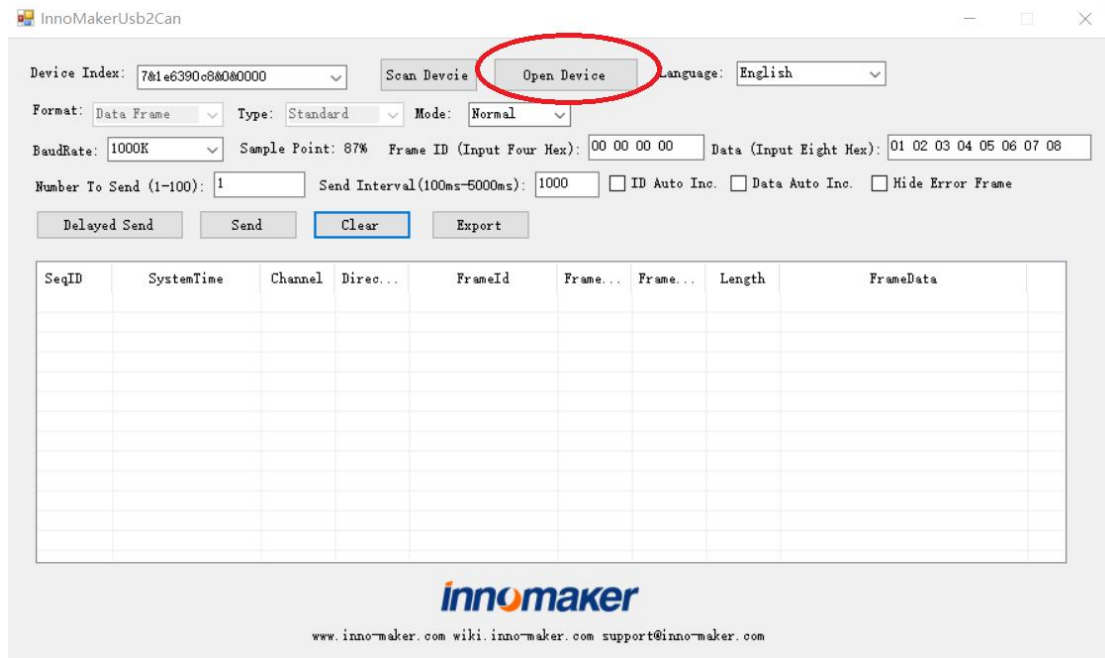 InnoMakerUsb2Can
Device Index: 7&1e6390c8&0&0000 Scan Devcie Open Device Language: English
Format: Data Frame Type: Standard Mode: Normal
BaudRate: 1000K Sample Point: 87% Frame ID (Input Four Hex): 00 00 00 00 Data (Input Eight Hex): 01 02 03 04 05 06 07 08
Number To Send (1-100): 1 Send Interval(100ms-5000ms): 1000 ID Auto Inc. Data Auto Inc. Hide Error Frame
Delayed Send Send Clear Export
SeqID SystemTime Channel Direc... FrameId Frame... Frame... Length FrameData
innomaker
www.inno-maker.com wiki.inno-maker.com support@inno-maker.com